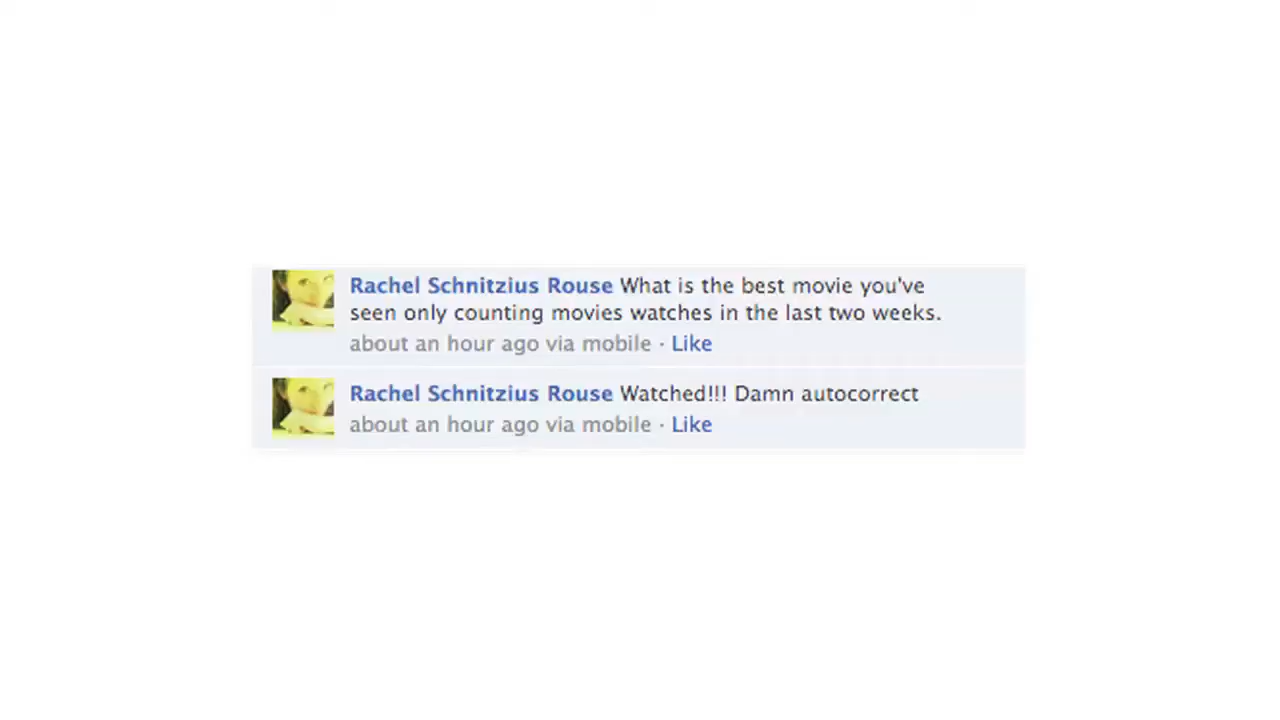 Rachel Schnitzius Rouse What is the best movie you've
seen only counting movies watches in the last two weeks.
about an hour ago via mobile · Like
Rachel Schnitzius Rouse Watched!!! Damn autocorrect
about an hour ago via mobile · Like